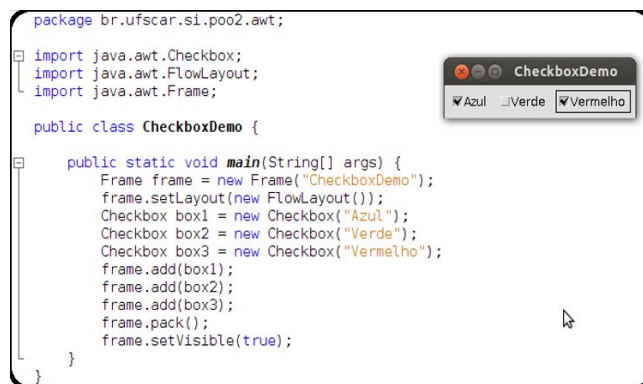 package br.ufscar.si.poo2.awt;
import java.awt.Checkbox;
import java.awt.FlowLayout;
import java.awt.Frame;
public class CheckboxDemo {
public static void main(String[] args) {
Frame frame = new Frame("CheckboxDemo");
frame.setLayout(new FlowLayout());
Checkbox box1 = new Checkbox("Azul");
Checkbox box2 = new Checkbox("Verde");
Checkbox box3 = new Checkbox("Vermelho");
frame.add(box1);
frame.add(box2);
frame.add(box3);
frame.pack();
frame.setVisible(true);
}
}
CheckboxDemo
Azul Verde Vermelho